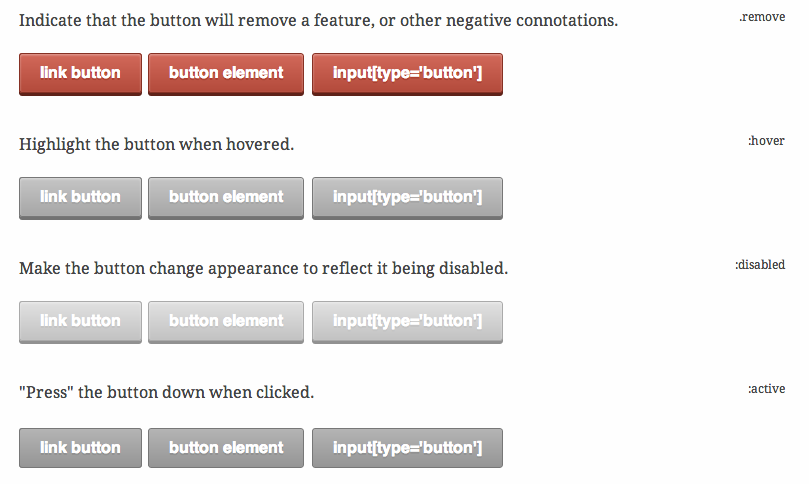 Indicate that the button will remove a feature, or other negative connotations. .remove
link button button element input[type='button']
Highlight the button when hovered. :hover
link button button element input[type='button']
Make the button change appearance to reflect it being disabled. :disabled
link button button element input[type='button']
"Press" the button down when clicked. :active
link button button element input[type='button']